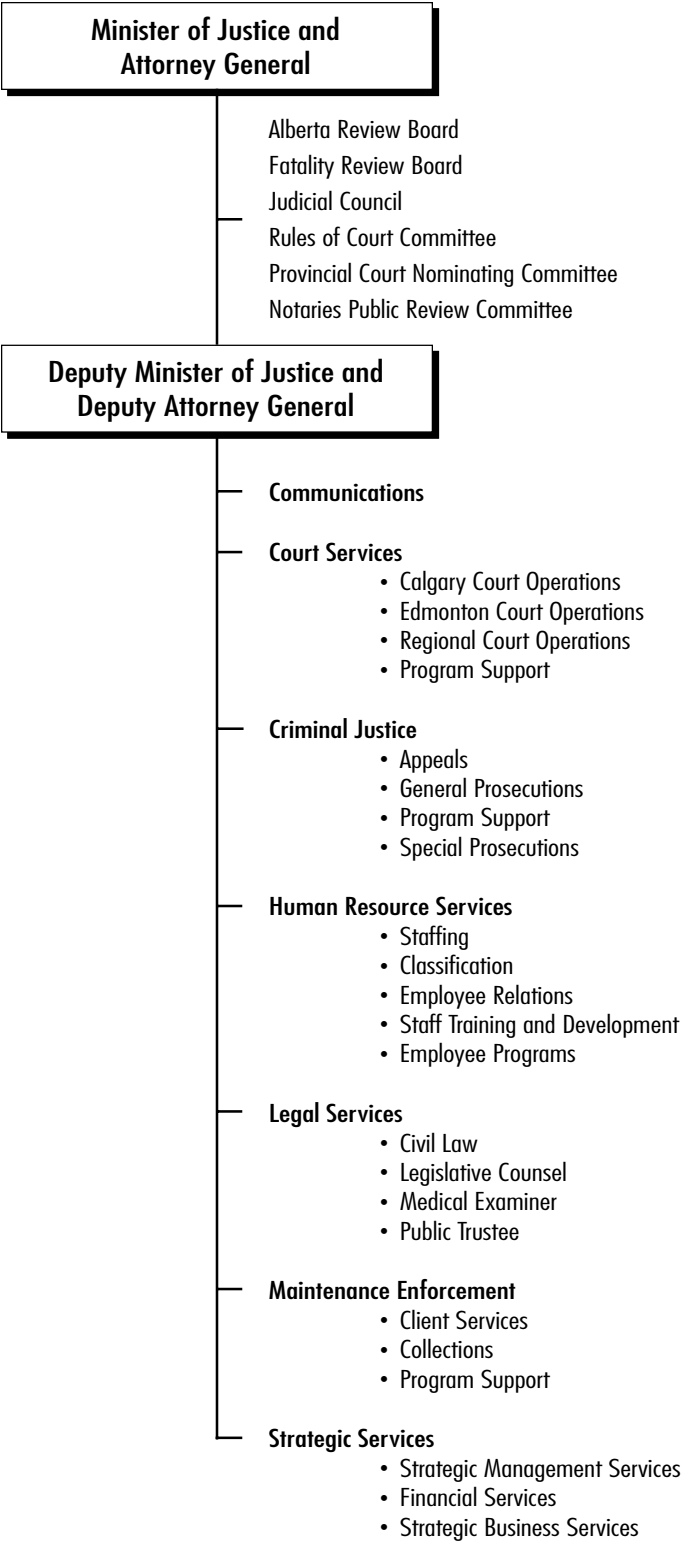 Minister of Justice and
Attorney General
Alberta Review Board
Fatality Review Board
Judicial Council
Rules of Court Committee
Provincial Court Nominating Committee
Notaries Public Review Committee
Deputy Minister of Justice and
Deputy Attorney General
Communications
Court Services
• Calgary Court Operations
• Edmonton Court Operations
• Regional Court Operations
• Program Support
Criminal Justice
• Appeals
• General Prosecutions
• Program Support
• Special Prosecutions
Human Resource Services
• Staffing
• Classification
• Employee Relations
• Staff Training and Development
• Employee Programs
Legal Services
• Civil Law
• Legislative Counsel
• Medical Examiner
• Public Trustee
Maintenance Enforcement
• Client Services
• Collections
• Program Support
Strategic Services
• Strategic Management Services
• Financial Services
• Strategic Business Services